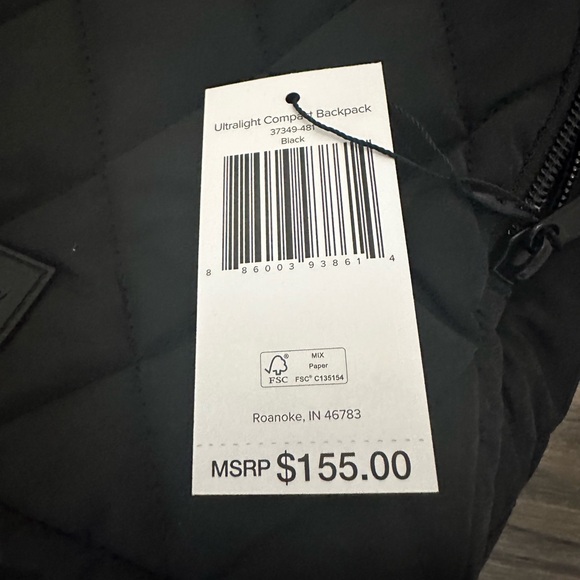 Ultralight Compact Backpack
37349-481
Black
8 86003 93861 4
FSC®
MIX
Paper
FSC® C135154
Roanoke, IN 46783
MSRP $155.00